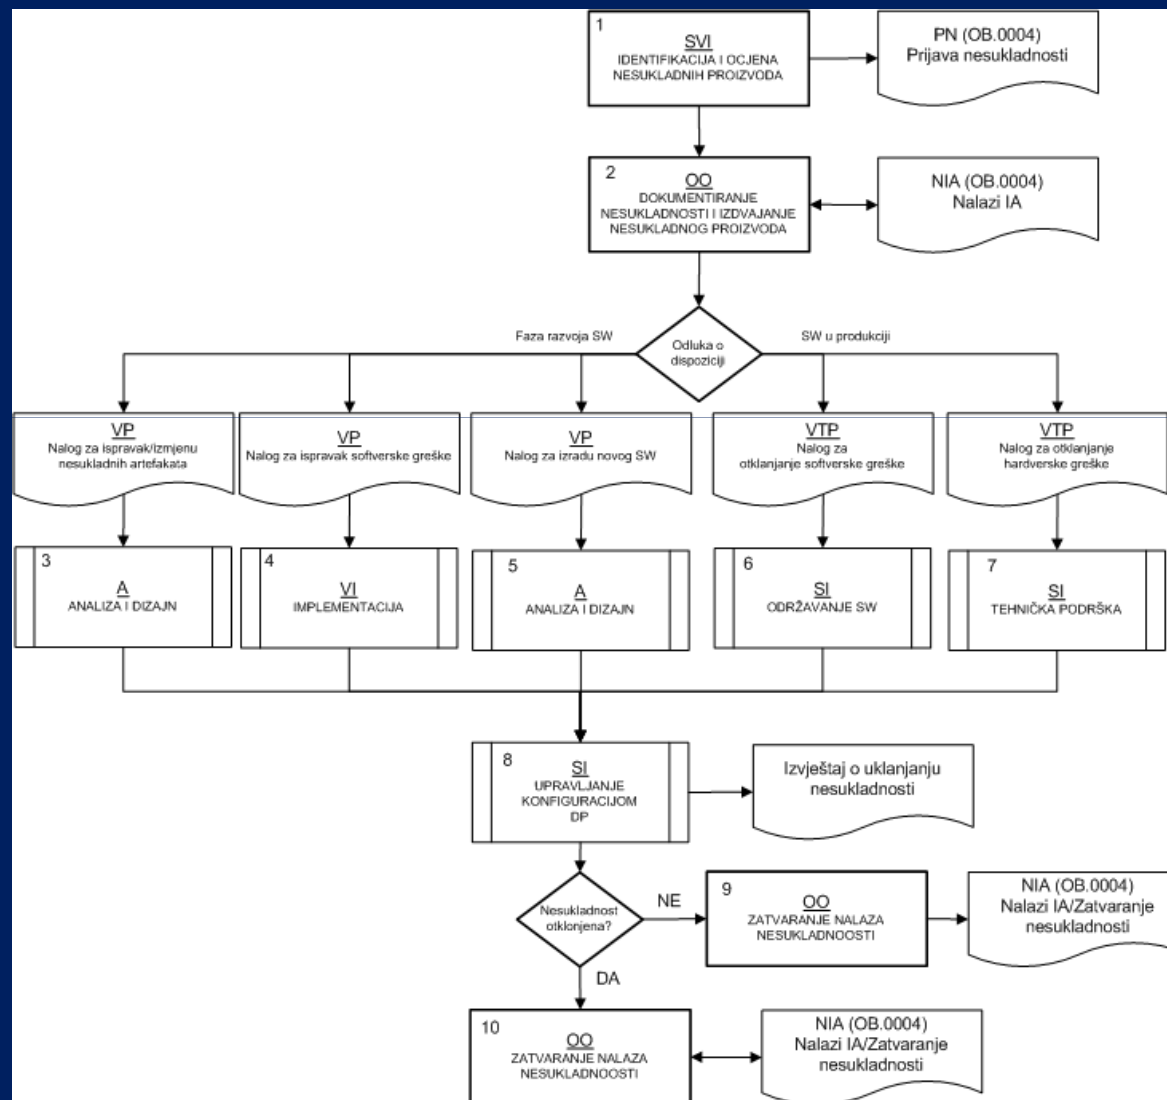 1
SVI
IDENTIFIKACIJA I OCJENA
NESUKLADNIH PROIZVODA
PN (OB.0004)
Prijava nesukladnosti
2
OO
DOKUMENTIRANJE
NESUKLADNOSTI I IZDVAJANJE
NESUKLADNOG PROIZVODA
NIA (OB.0004)
Nalazi IA
Faza razvoja SW
Odluka o
dispoziciji
SW u produkciji
VP
Nalog za ispravak/izmjenu
nesukladnih artefakata
VP
Nalog za ispravak softverske greške
VP
Nalog za izradu novog SW
VTP
Nalog za
otklanjanje softverske greške
VTP
Nalog za otklanjanje
hardverske greške
3
A
ANALIZA I DIZAJN
4
VI
IMPLEMENTACIJA
5
A
ANALIZA I DIZAJN
6
SI
ODRŽAVANJE SW
7
SI
TEHNIČKA PODRŠKA
8
SI
UPRAVLJANJE
KONFIGURACIJOM
DP
Izvještaj o uklanjanju
nesukladnosti
Nesukladnost
otklonjena?
NE
9
OO
ZATVARANJE NALAZA
NESUKLADNOOSTI
NIA (OB.0004)
Nalazi IA/Zatvaranje
nesukladnosti
DA
10
OO
ZATVARANJE NALAZA
NESUKLADNOOSTI
NIA (OB.0004)
Nalazi IA/Zatvaranje
nesukladnosti